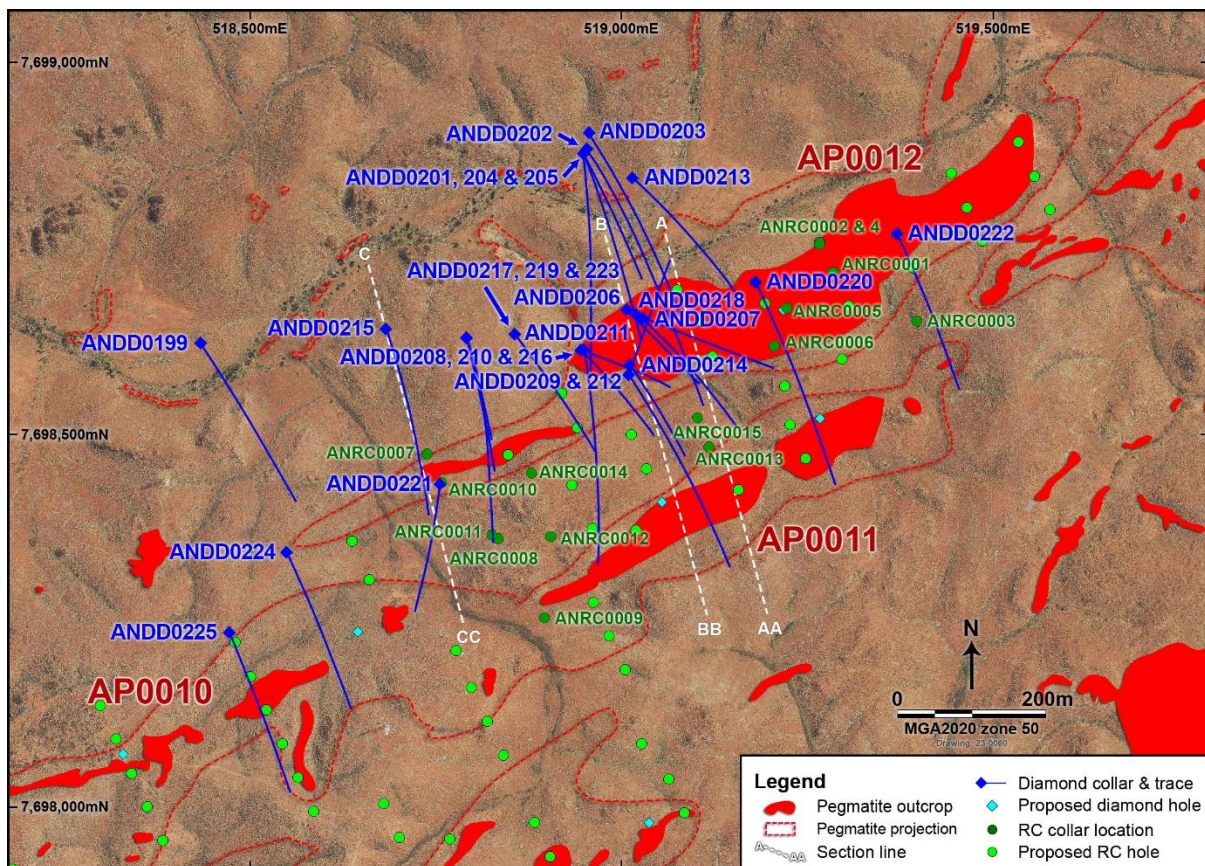 518,500mE
519,000mE
519,500mE
7,699,000mN
ANDD0202
ANDD0203
ANDD0201, 204 & 205
ANDD0213
AP0012
B
A
ANRC0002 & 4
ANDD0222
C
ANDD0217, 219 & 223
ANRC0001
ANDD0206
ANDD0218
ANDD0220
ANDD0207
ANRC0005
ANRC0003
ANDD0215
ANDD0211
ANDD0199
ANRC0006
ANDD0208, 210 & 216
ANDD0214
ANDD0209 & 212
7,698,500mN
ANRC0015
ANRC0007
ANRC0013
ANRC0014
ANDD0221
ANRC0010
ANRC0011
ANRC0012
AP0011
ANDD0224
ANRC0008
ANRC0009
CC
BB
AA
ANDD0225
N
AP0010
0
200m
MGA2020 zone 50
Drawing: 23-0060
7,698,000mN
Legend
Pegmatite outcrop
Pegmatite projection
A
AA
Section line
Diamond collar & trace
Proposed diamond hole
RC collar location
Proposed RC hole